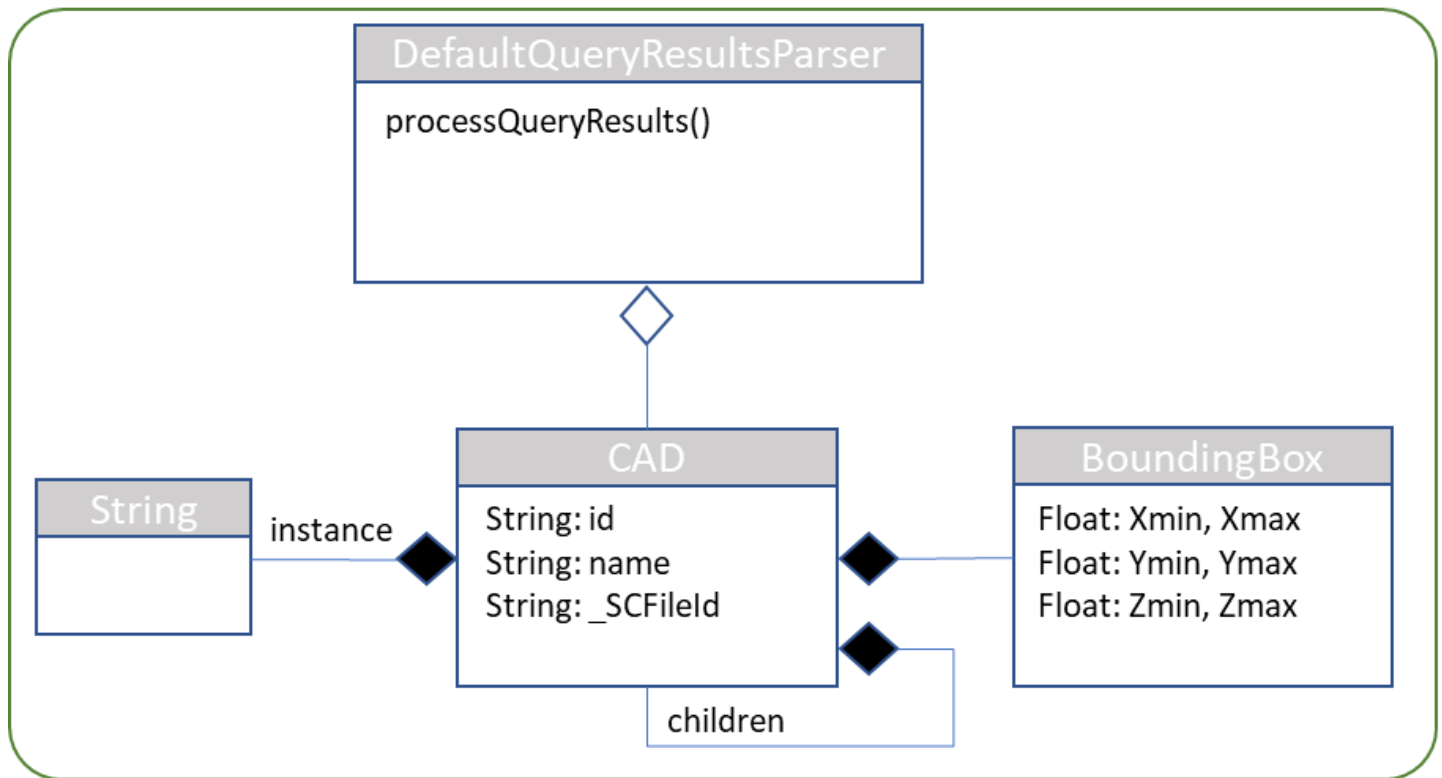 DefaultQueryResultsParser
processQueryResults()
String
instance
CAD
String: id
String: name
String: _SCFileId
children
BoundingBox
Float: Xmin, Xmax
Float: Ymin, Ymax
Float: Zmin, Zmax